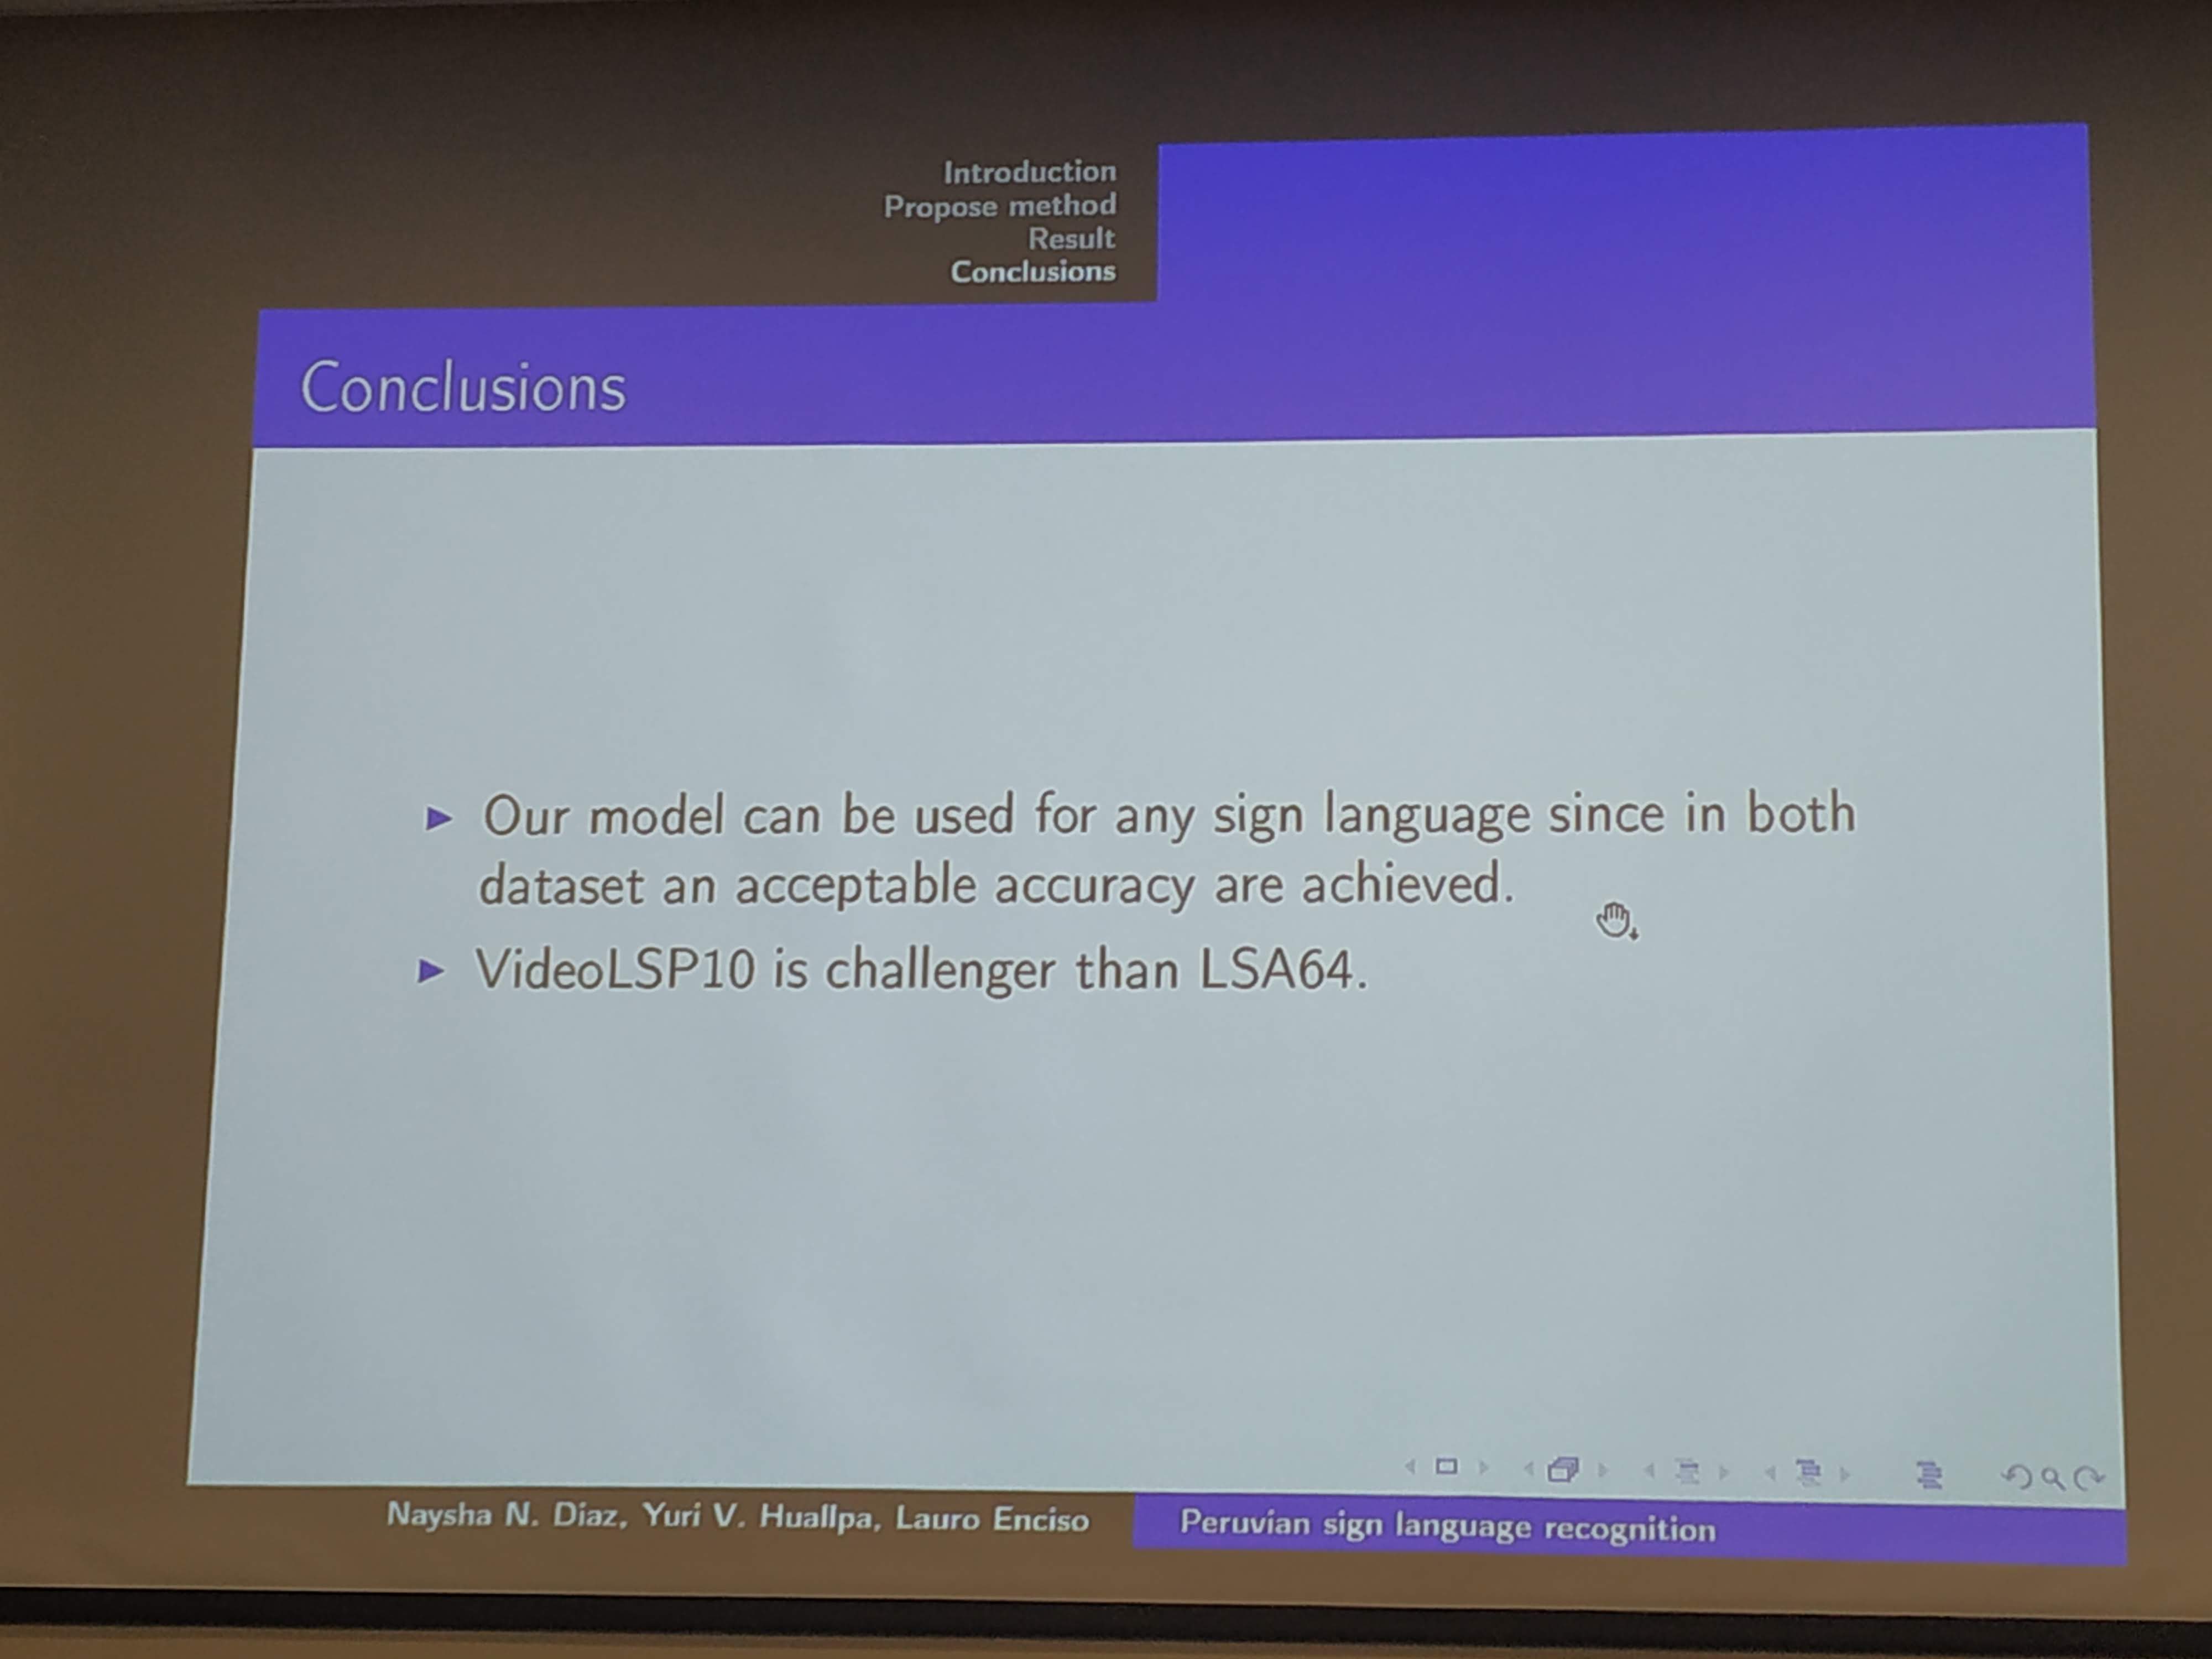 Introduction
Propose method
Result
Conclusions
Conclusions
Our model can be used for any sign language since in both
dataset an acceptable accuracy are achieved.
VideoLSP10 is challenger than LSA64.
Naysha N. Diaz, Yuri V. Huallpa, Lauro Enciso
Peruvian sign language recognition